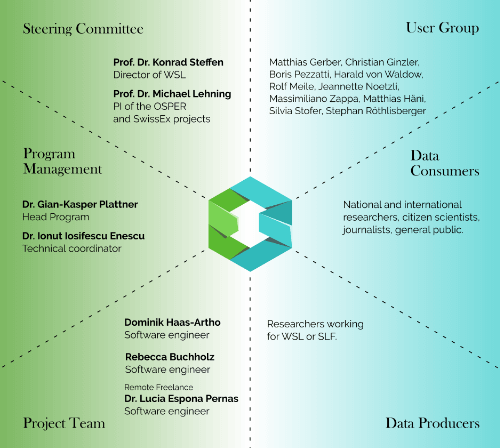 Steering Committee
Prof. Dr. Konrad Steffen
Director of WSL
Prof. Dr. Michael Lehning
PI of the OSPER
and SwissEx projects
User Group
Matthias Gerber, Christian Ginzler,
Boris Pezzatti, Harald von Waldow,
Rolf Meile, Jeannette Noetzli,
Massimiliano Zappa, Matthias Häni,
Silvia Stofer, Stephan Röthlisberger
Program
Management
Dr. Gian-Kasper Plattner
Head Program
Dr. Ionut Iosifescu Enescu
Technical coordinator
Data
Consumers
National and international
researchers, citizen scientists,
journalists, general public.
Dominik Haas-Artho
Software engineer
Rebecca Buchholz
Software engineer
Remote Freelance
Dr. Lucia Espona Pernas
Software engineer
Project Team
Researchers working
for WSL or SLF.
Data Producers